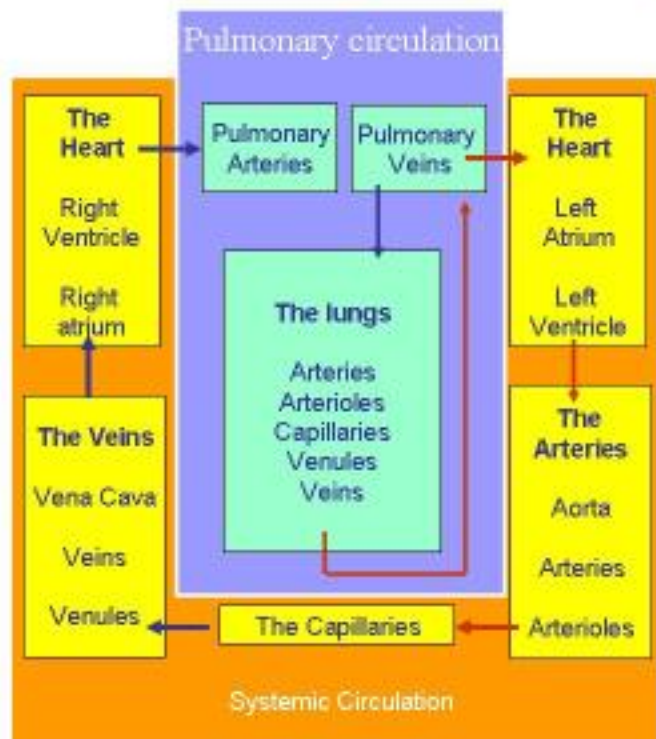 Pulmonary circulation
The
Heart
Right
Ventricle
Right
atrium
Pulmonary
Arteries
Pulmonary
Veins
The
Heart
Left
Atrium
Left
Ventricle
The lungs
Arteries
Arterioles
Capillaries
Venules
Veins
The Veins
Vena Cava
Veins
Venules
The
Arteries
Aorta
Arteries
Arterioles
The Capillaries
Systemic Circulation